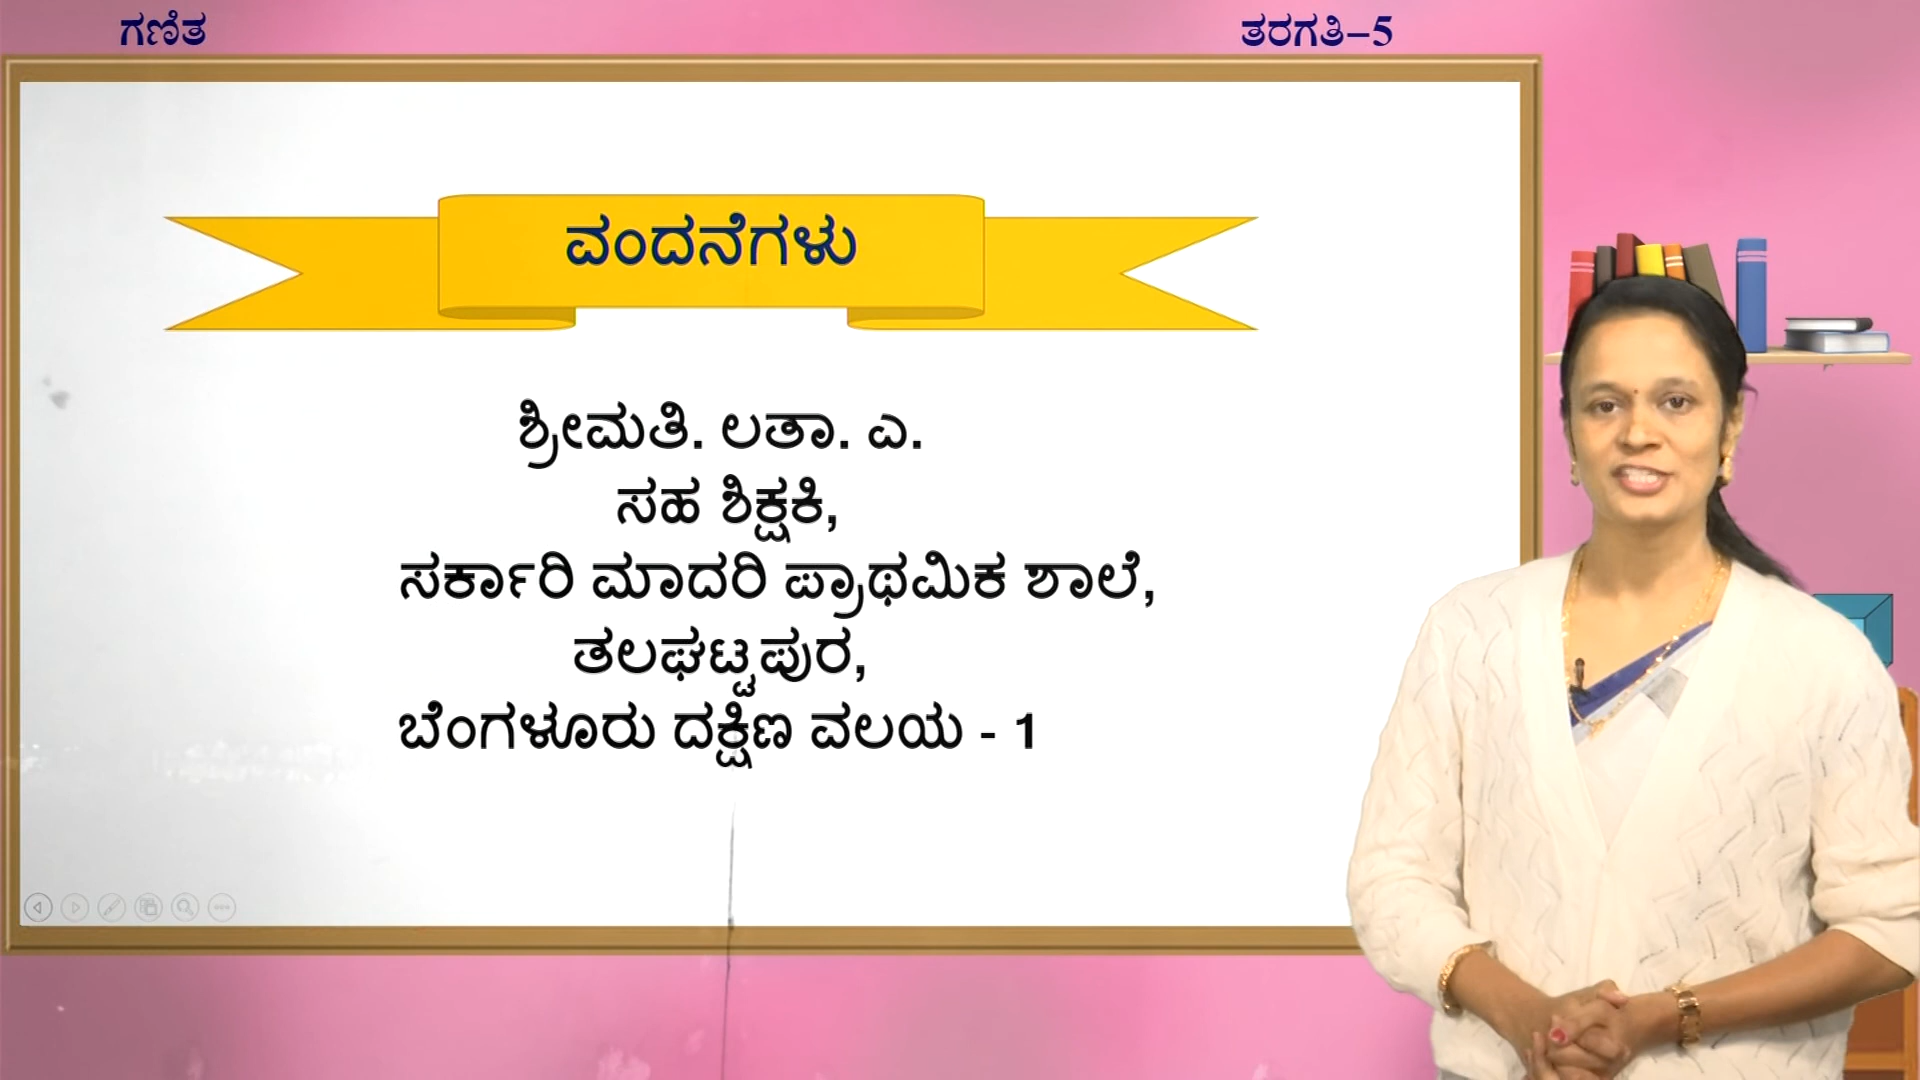 ಗಣಿತ
ತರಗತಿ–5
ವಂದನೆಗಳು
ಶ್ರೀಮತಿ. ಲತಾ. ಎ.
ಸಹ ಶಿಕ್ಷಕಿ,
ಸರ್ಕಾರಿ ಮಾದರಿ ಪ್ರಾಥಮಿಕ ಶಾಲೆ,
ತಲಘಟ್ಟಪುರ,
ಬೆಂಗಳೂರು ದಕ್ಷಿಣ ವಲಯ - 1